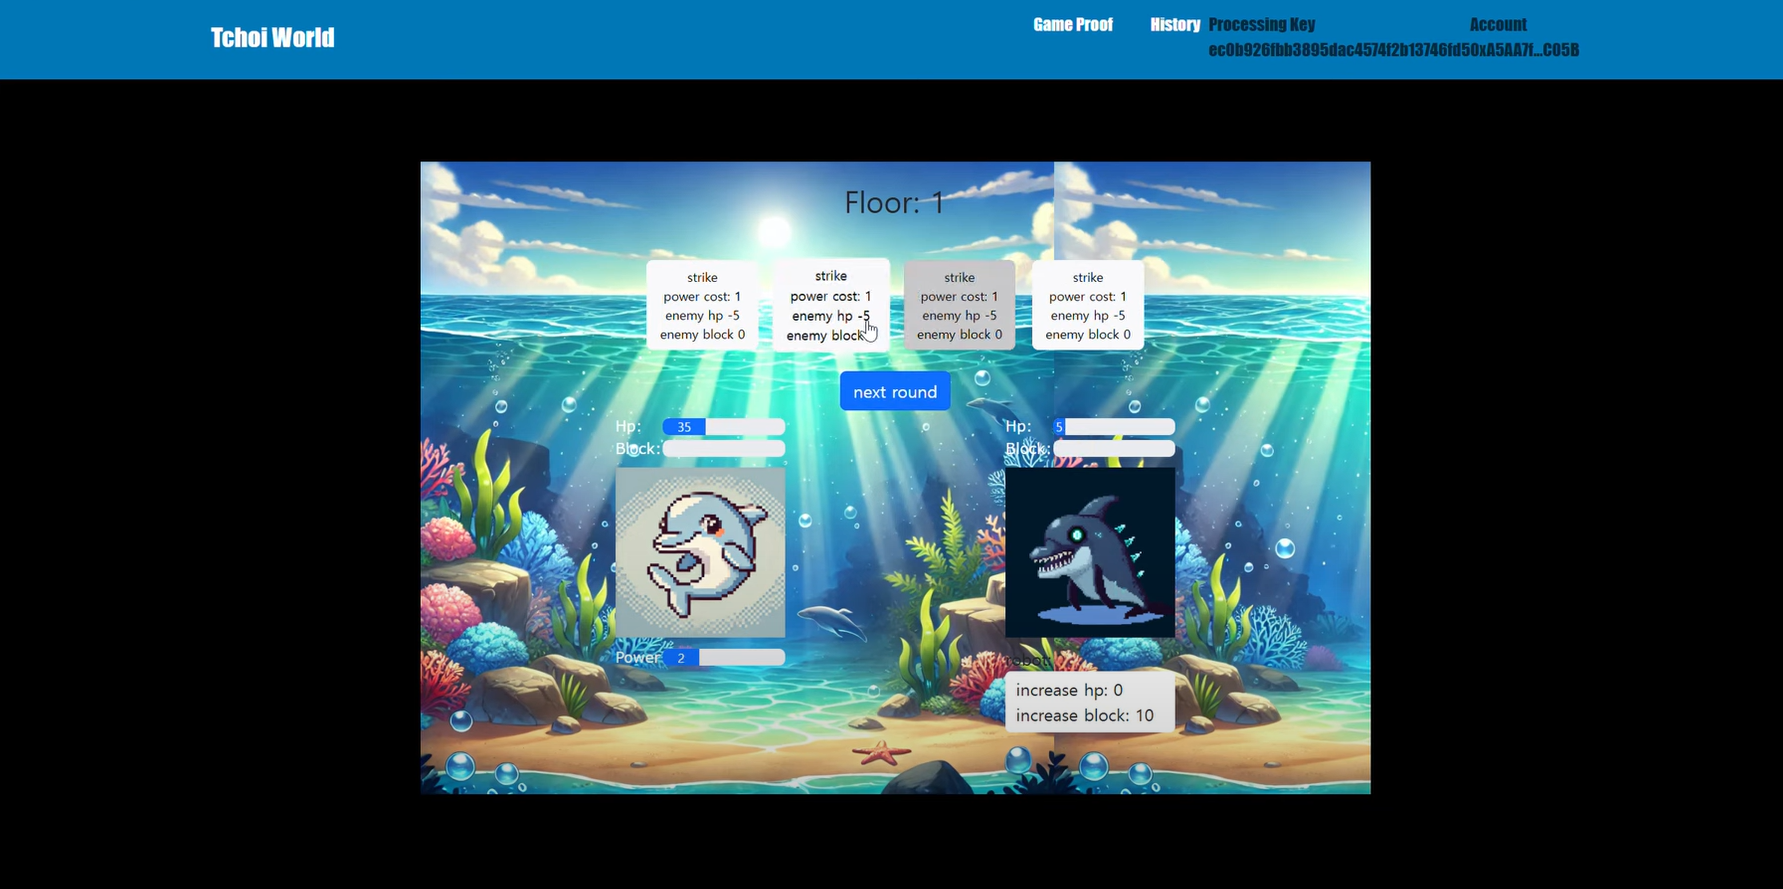 Tchoi World
Game Proof History Processing Key Account
ec0b926fbb3895dac4574f2b13746fd50xA5AA7f...C05B
Floor: 1
strike
power cost: 1
enemy hp -5
enemy block 0
strike
power cost: 1
enemy hp -5
enemy block
strike
power cost: 1
enemy hp -5
enemy block 0
strike
power cost: 1
enemy hp -5
enemy block 0
next round
Hp: 35
Block:
Power 2
Hp: 5
Block:
robot:
increase hp: 0
increase block: 10